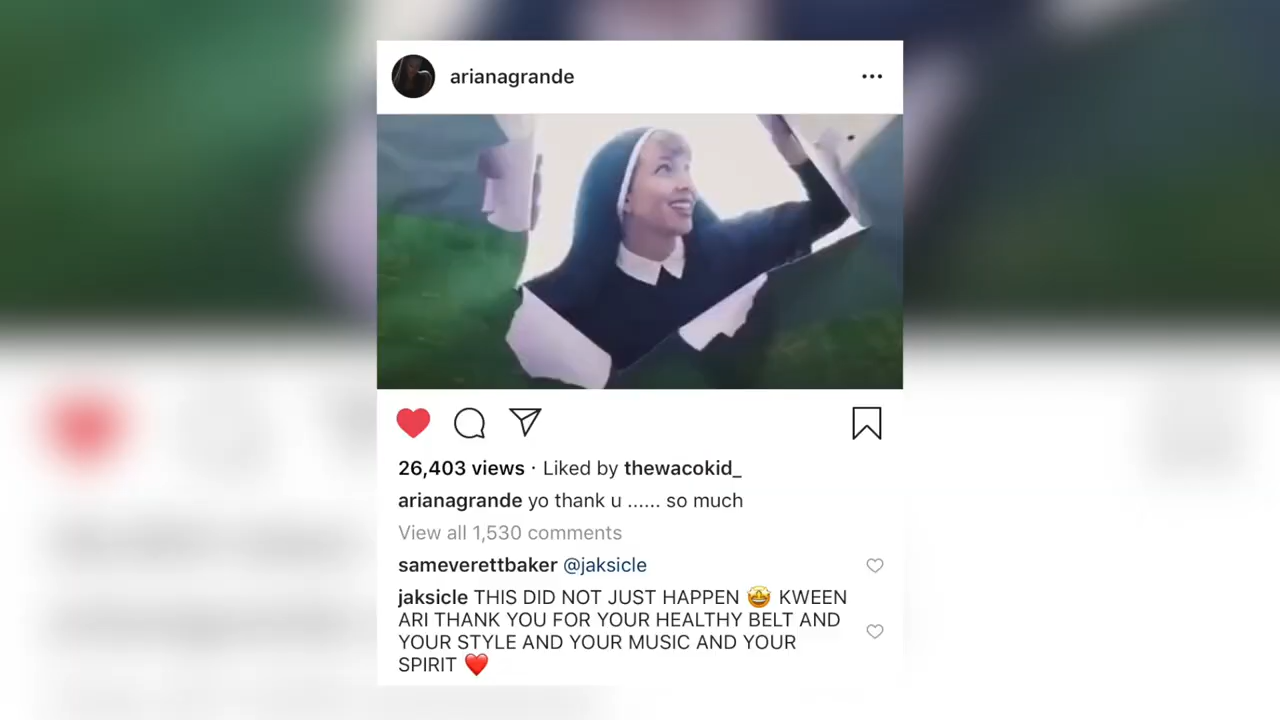 arianagrande
26,403 views · Liked by thewacokid_
arianagrande yo thank u ...... so much
View all 1,530 comments
sameverettbaker @jaksicle
jaksicle THIS DID NOT JUST HAPPEN 🤩 KWEEN
ARI THANK YOU FOR YOUR HEALTHY BELT AND
YOUR STYLE AND YOUR MUSIC AND YOUR
SPIRIT ❤️